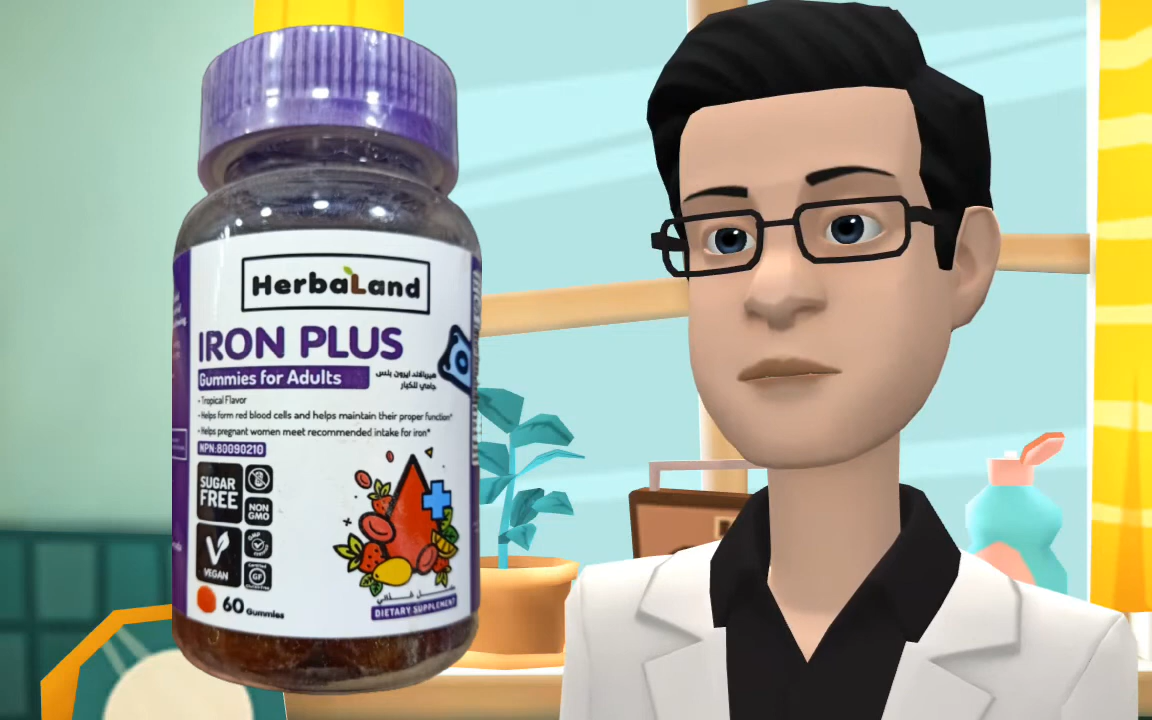 HerbaLand
IRON PLUS
Gummies for Adults
هيربالاند ايرون بلس
جامي للكبار
• Tropical Flavor
• Helps form red blood cells and helps maintain their proper function*
• Helps pregnant women meet recommended intake for iron*
NPN:80090210
SUGAR
FREE
NON
GMO
GMP
VEGAN
GF
60 Gummies
DIETARY SUPPLEMENT